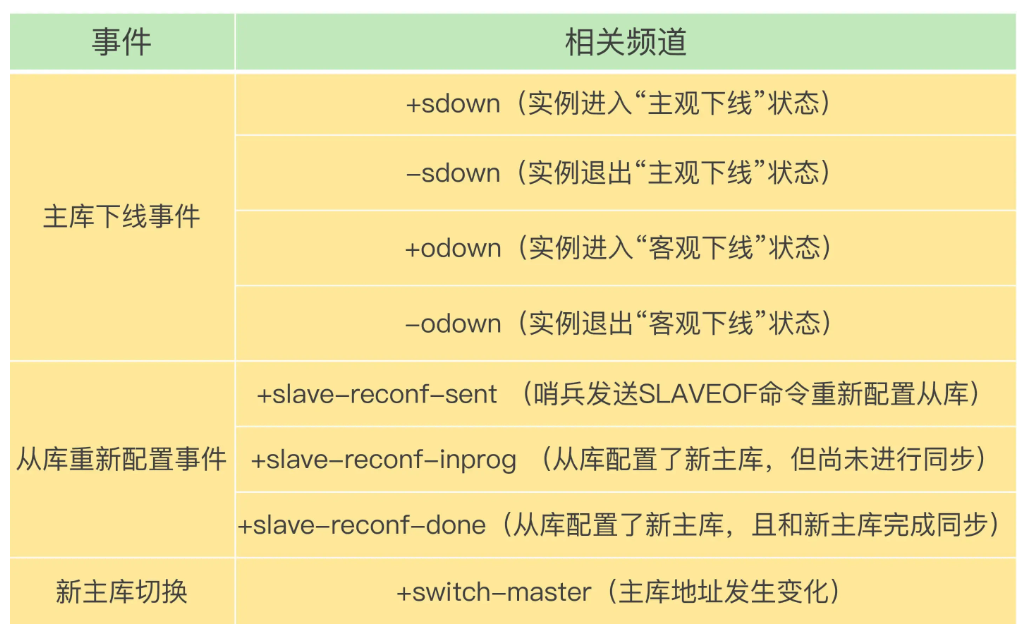 事件
相关频道
主库下线事件
+sdown（实例进入“主观下线”状态）
–sdown（实例退出“主观下线”状态）
+odown（实例进入“客观下线”状态）
–odown（实例退出“客观下线”状态）
从库重新配置事件
+slave–reconf–sent （哨兵发送SLAVEOF命令重新配置从库）
+slave–reconf–inprog （从库配置了新主库，但尚未进行同步）
+slave–reconf–done（从库配置了新主库，且和新主库完成同步）
新主库切换
+switch–master（主库地址发生变化）